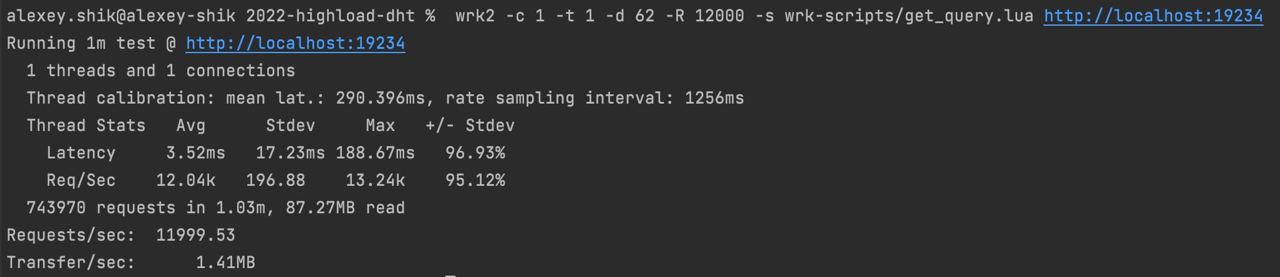 alexey.shik@alexey-shik 2022-highload-dht %  wrk2 -c 1 -t 1 -d 62 -R 12000 -s wrk-scripts/get_query.lua http://localhost:19234
Running 1m test @ http://localhost:19234
  1 threads and 1 connections
  Thread calibration: mean lat.: 290.396ms, rate sampling interval: 1256ms
  Thread Stats   Avg      Stdev     Max   +/- Stdev
    Latency     3.52ms   17.23ms 188.67ms   96.93%
    Req/Sec    12.04k   196.88    13.24k    95.12%
  743970 requests in 1.03m, 87.27MB read
Requests/sec:  11999.53
Transfer/sec:      1.41MB